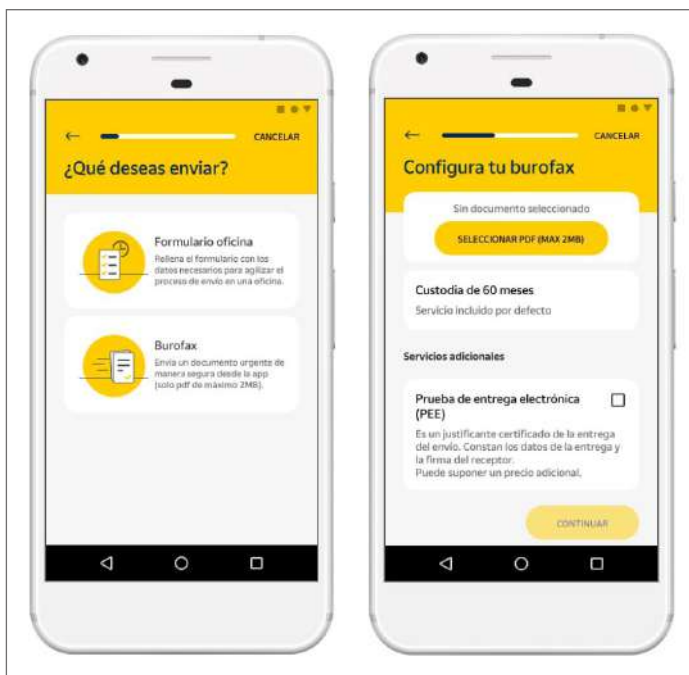 CANCELAR
¿Qué deseas enviar?
Formulario oficina
Rellena el formulario con los
datos necesarios para agilizar el
proceso de envío en una oficina.
Burofax
Envía un documento urgente de
manera segura desde la app
(solo pdf de máximo 2MB).
CANCELAR
Configura tu burofax
Sin documento seleccionado
SELECCIONAR PDF (MAX 2MB)
Custodia de 60 meses
Servicio incluido por defecto
Servicios adicionales
Prueba de entrega electrónica
(PEE)
Es un justificante certificado de la entrega
del envío. Constan los datos de la entrega y
la firma del receptor.
Puede suponer un precio adicional.
CONTINUAR